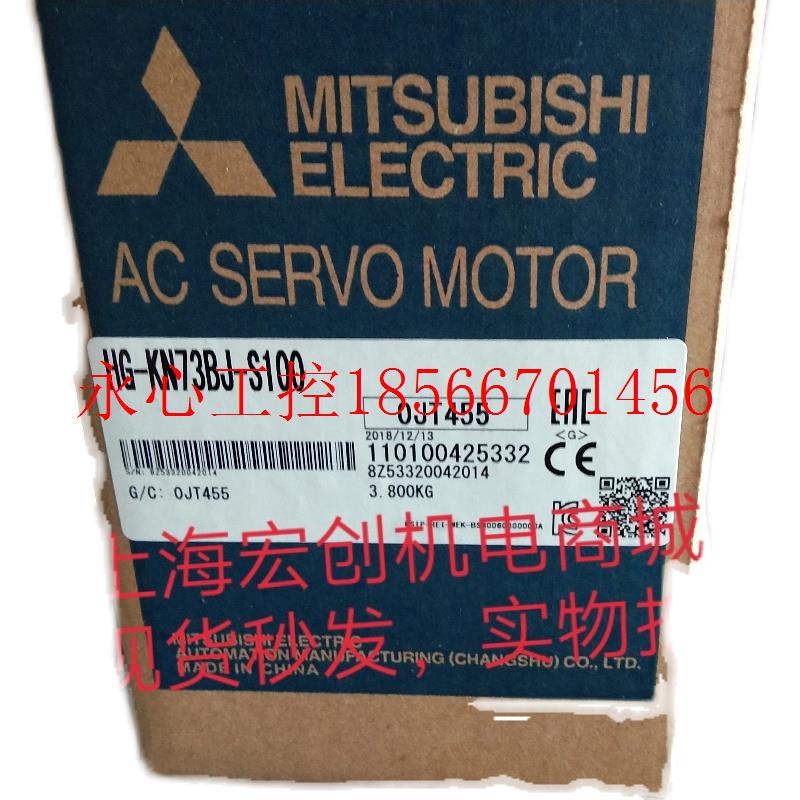 MITSUBISHI
ELECTRIC
AC SERVO MOTOR
HG-KN73BJ-S100
永心工控18566701456
0JT455
EAC
2018/12/13
<G>
110100425332
CE
S/N: 8Z53320042014
8Z53320042014
G/C: 0JT455
3.800KG
上海宏创机电商城
现货秒发，实物拍
MITSUBISHI ELECTRIC
AUTOMATION MANUFACTURING (CHANGSHU) CO., LTD.
MADE IN CHINA